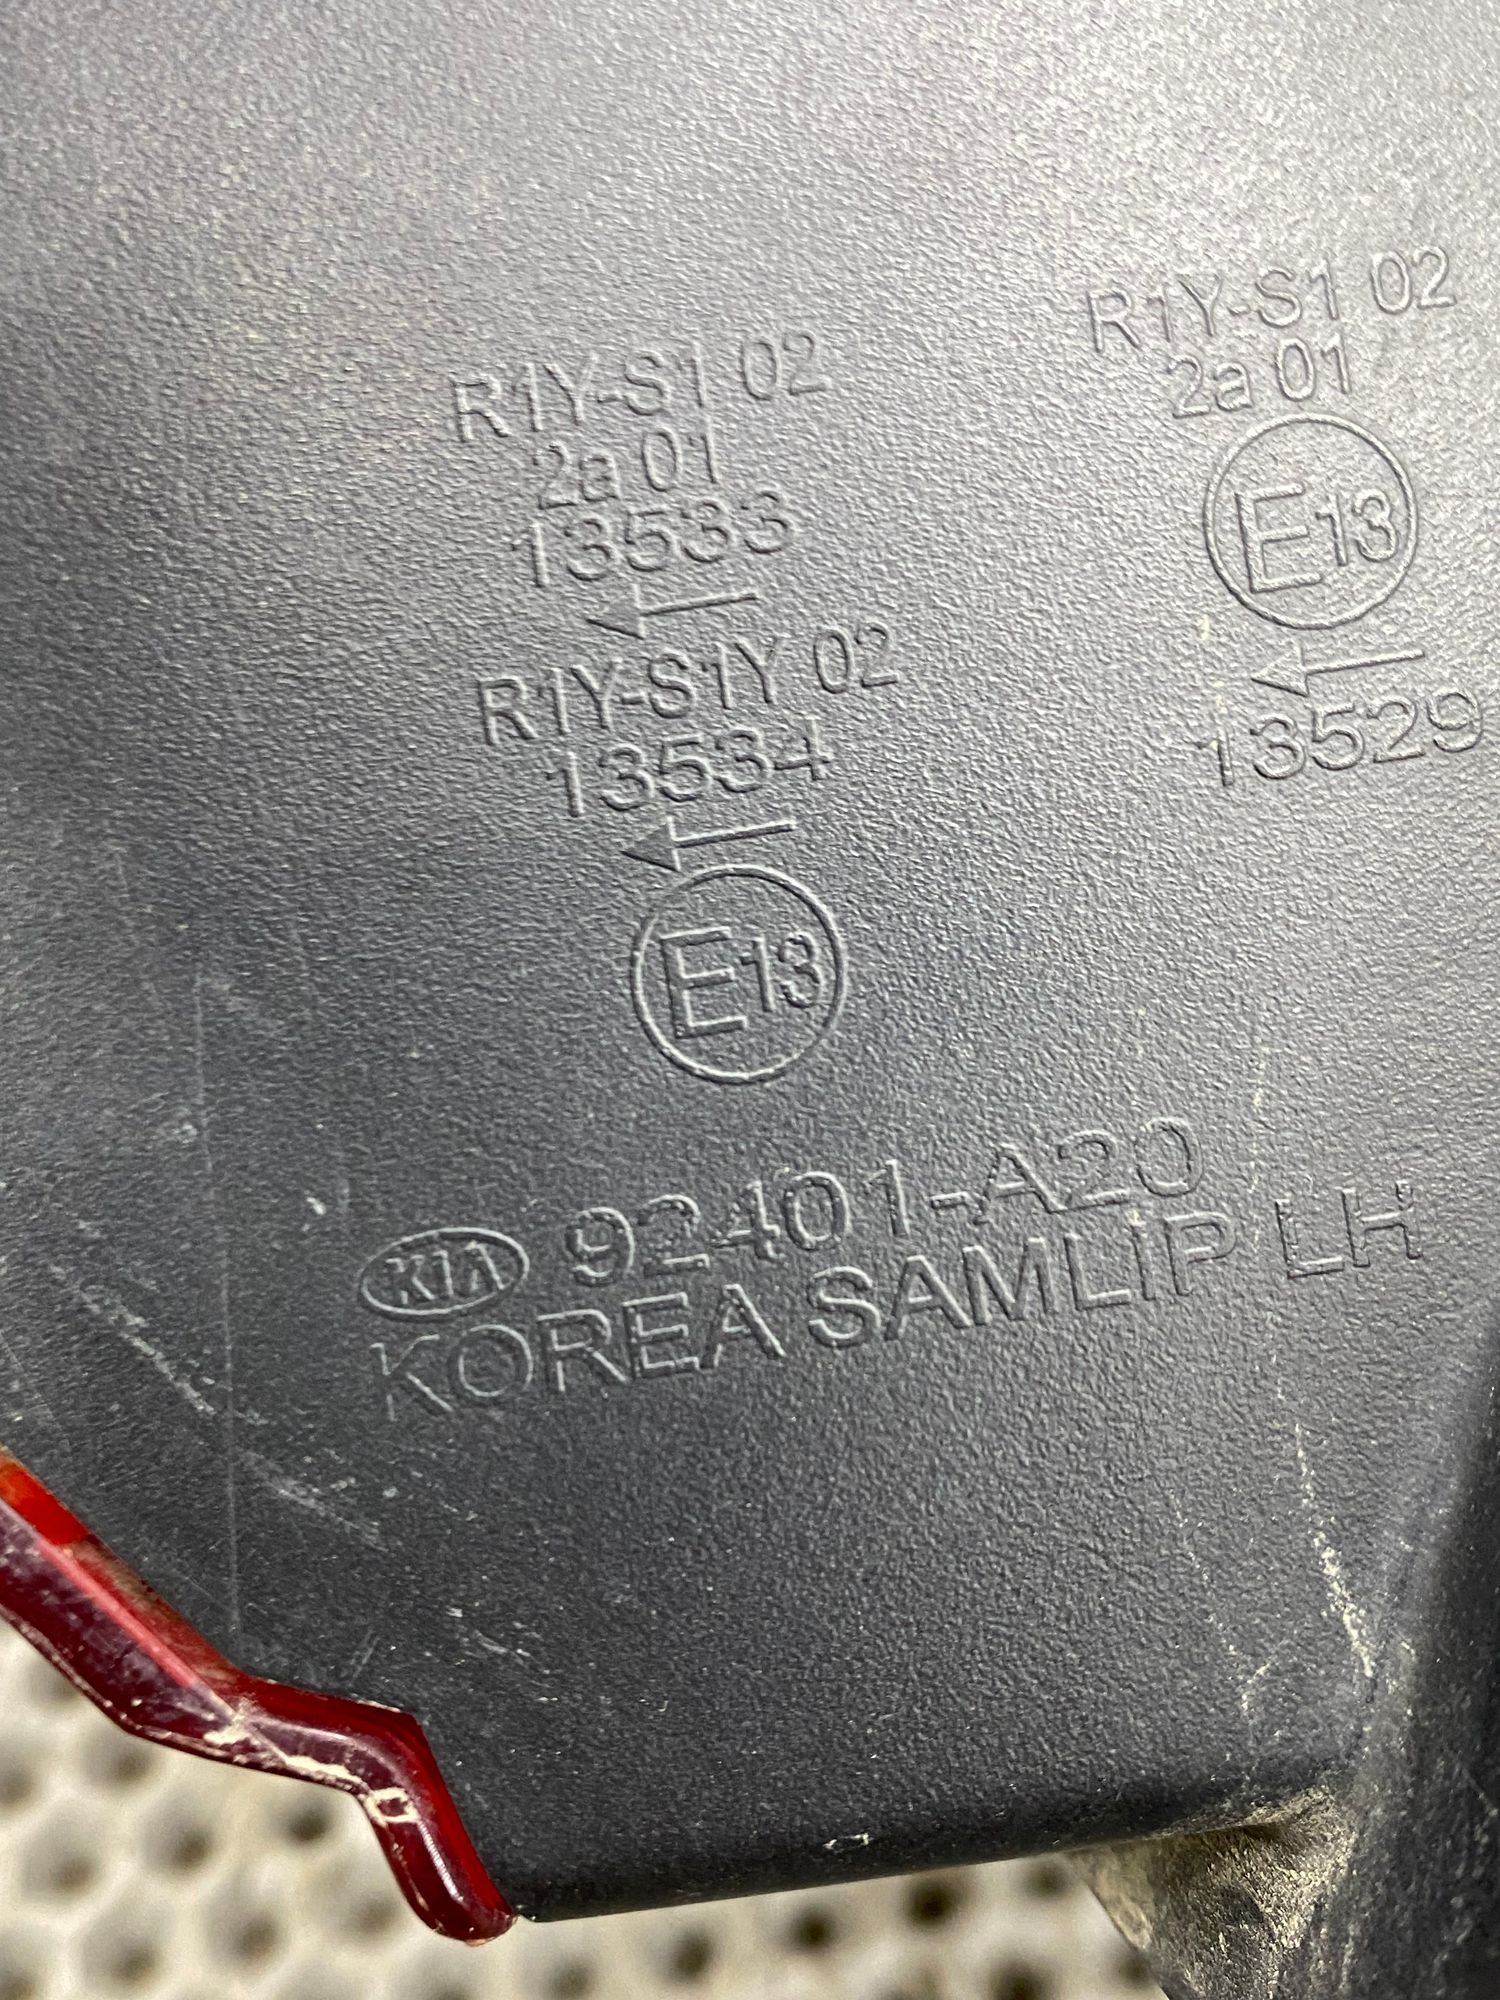 R1Y-S1 02
2a 01
13533
R1Y-S1Y 02
13534
E13
R1Y-S1 02
2a 01
E13
13529
KIA 92401-A20
KOREA SAMLIP LH